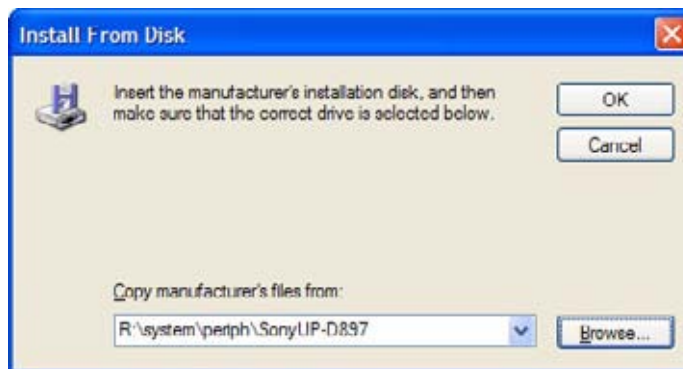 Install From Disk
Insert the manufacturer's installation disk, and then
make sure that the correct drive is selected below.
OK
Cancel
Copy manufacturer's files from:
R:\system\periph\SonyUP-D897
Browse...